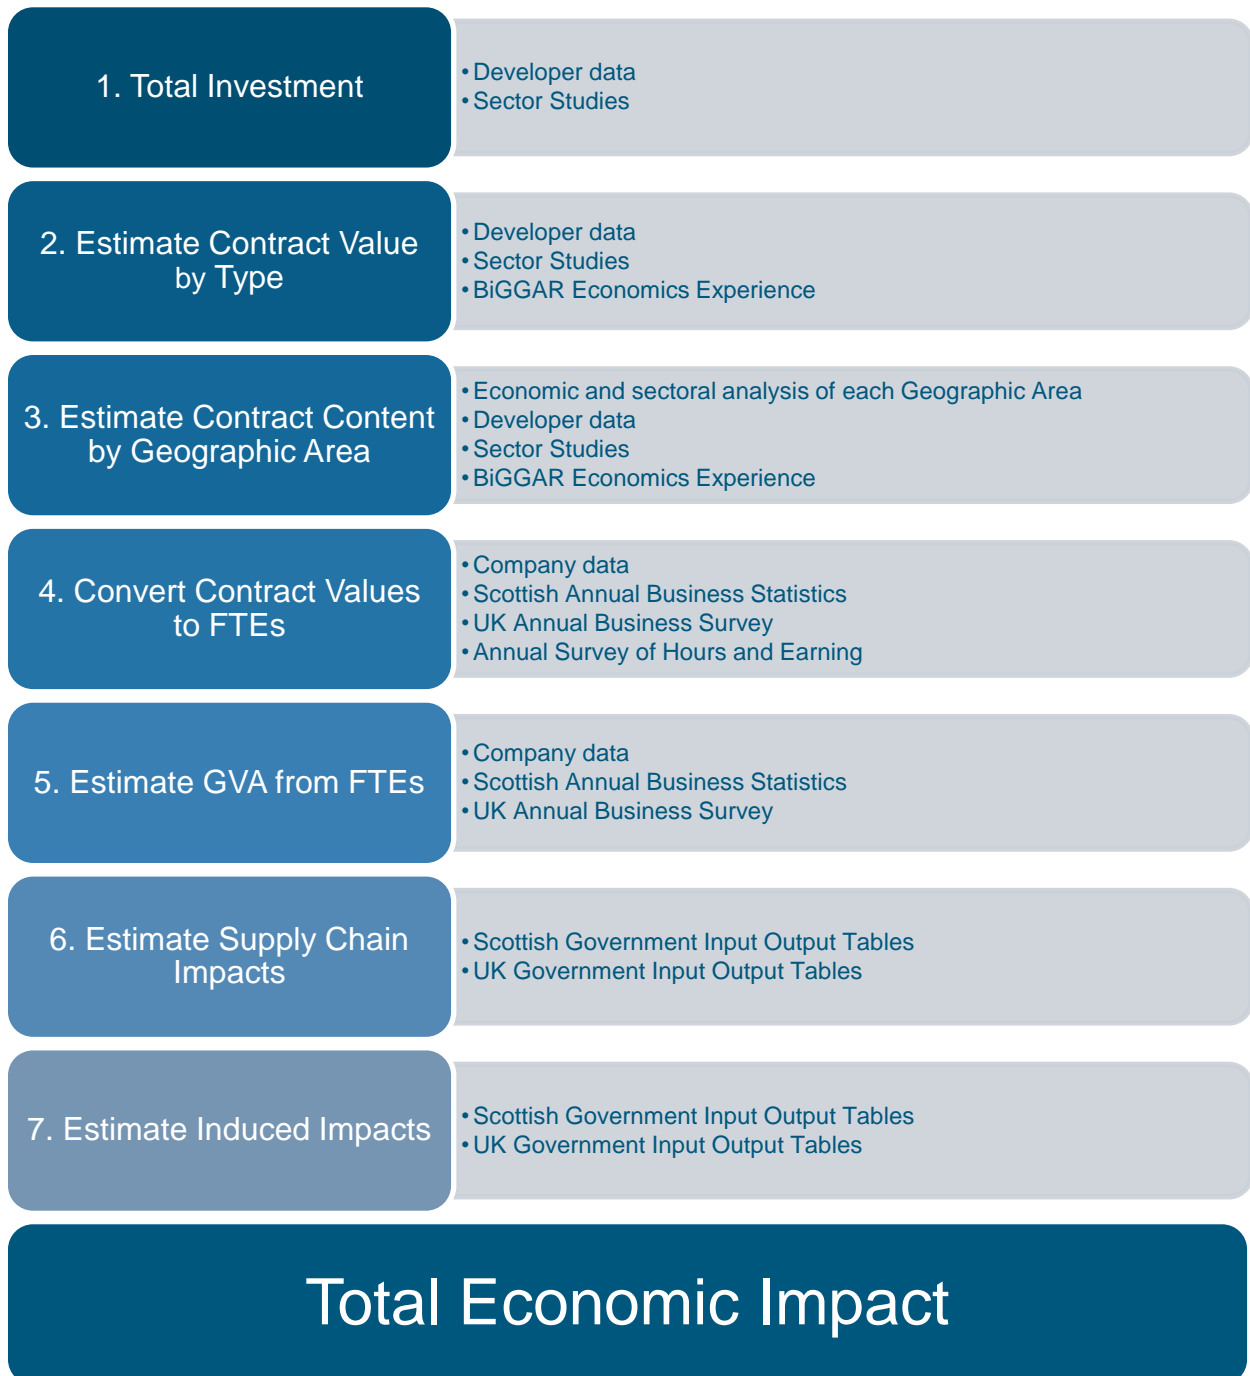 1. Total Investment
• Developer data
• Sector Studies
2. Estimate Contract Value
by Type
• Developer data
• Sector Studies
• BiGGAR Economics Experience
3. Estimate Contract Content
by Geographic Area
• Economic and sectoral analysis of each Geographic Area
• Developer data
• Sector Studies
• BiGGAR Economics Experience
4. Convert Contract Values
to FTEs
• Company data
• Scottish Annual Business Statistics
• UK Annual Business Survey
• Annual Survey of Hours and Earning
5. Estimate GVA from FTEs
• Company data
• Scottish Annual Business Statistics
• UK Annual Business Survey
6. Estimate Supply Chain
Impacts
• Scottish Government Input Output Tables
• UK Government Input Output Tables
7. Estimate Induced Impacts
• Scottish Government Input Output Tables
• UK Government Input Output Tables
Total Economic Impact